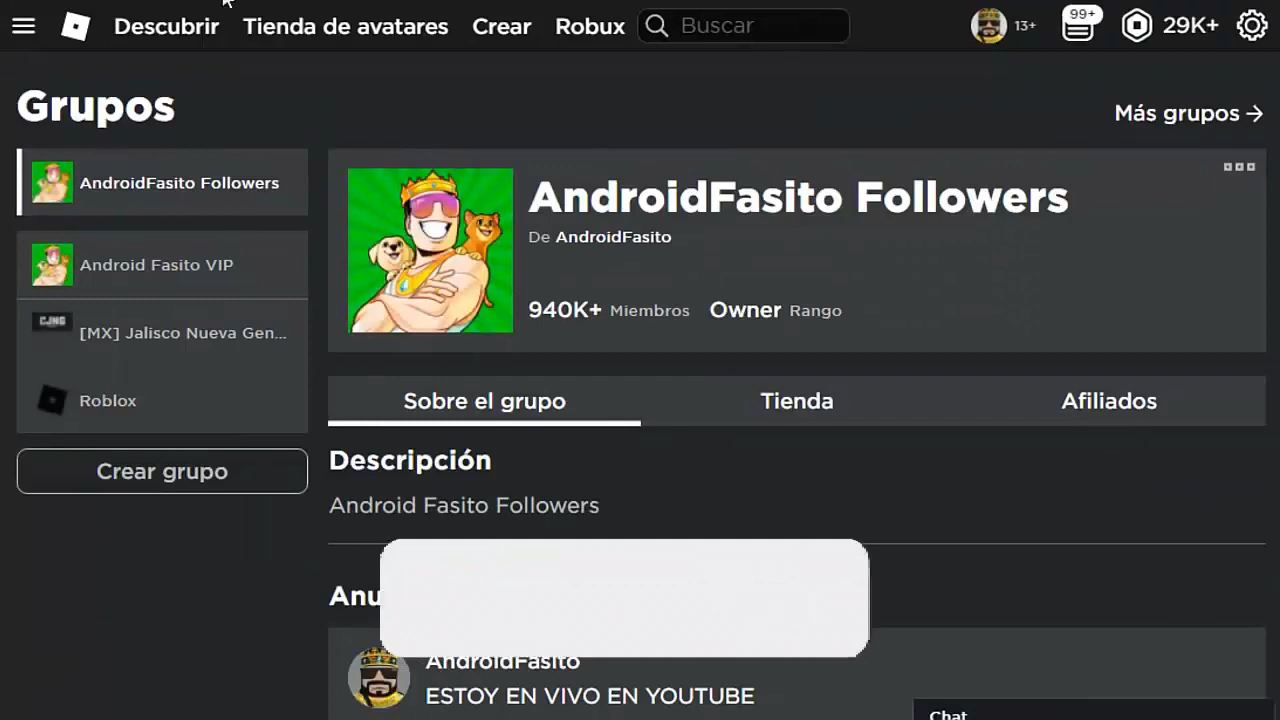 Descubrir Tienda de avatares Crear Robux Buscar 13+ 99+ 29K+
Grupos
Más grupos →
AndroidFasito Followers
Android Fasito VIP
CJNG
[MX] Jalisco Nueva Gen...
Roblox
Crear grupo
AndroidFasito Followers
De AndroidFasito
940K+ Miembros Owner Rango
Sobre el grupo Tienda Afiliados
Descripción
Android Fasito Followers
Anu
AndroidFasito
ESTOY EN VIVO EN YOUTUBE
Chat